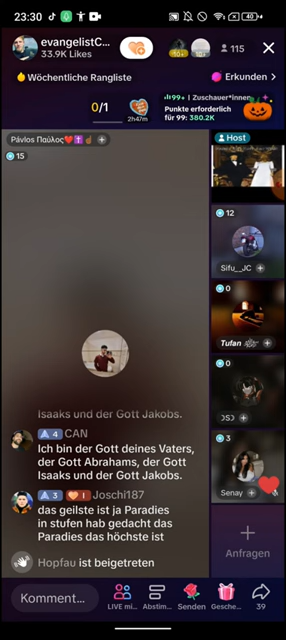 23:30
40
evangelistC...
33.9K Likes
10+
10+
115
Wöchentliche Rangliste
Erkunden >
0/1
2h47m
99+ | Zuschauer*innen
Punkte erforderlich
für 99: 380.2K
Pávlos Παύλος
15
Host
12
Sifu__JC
0
Tufan
0
3
Senay
Anfragen
Isaaks und der Gott Jakobs.
4 CAN
Ich bin der Gott deines Vaters,
der Gott Abrahams, der Gott
Isaaks und der Gott Jakobs.
3 I Joschi187
das geilste ist ja Paradies
in stufen hab gedacht das
Paradies das höchste ist
Hopfau ist beigetreten
Komment...
LIVE mi...
Abstim...
Senden
Gesche...
39